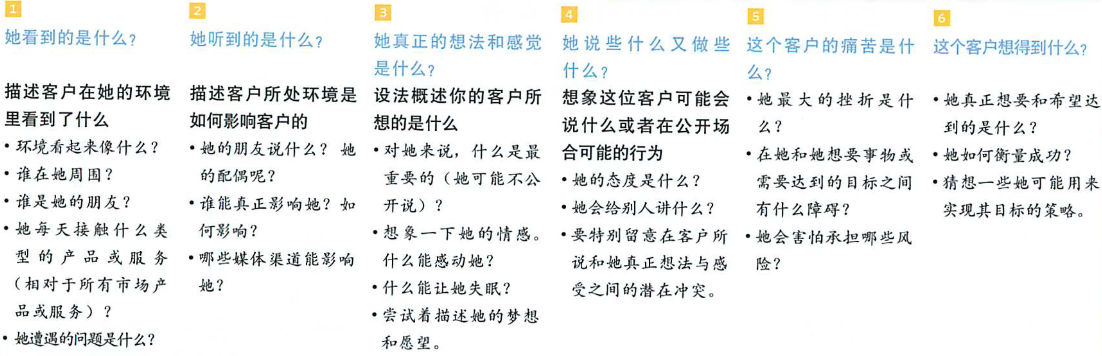 1
她看到的是什么?
描述客户在她的环境
里看到了什么
• 环境看起来像什么?
• 谁在她周围?
• 谁是她的朋友?
• 她每天接触什么类
型的产品或服务
(相对于所有市场产
品或服务)?
• 她遭遇的问题是什么?
2
她听到的是什么?
描述客户所处环境是
如何影响客户的
• 她的朋友说什么? 她
的配偶呢?
• 谁能真正影响她? 如
何影响?
• 哪些媒体渠道能影响
她?
3
她真正的想法和感觉
是什么?
设法概述你的客户所
想的是什么
• 对她来说,什么是最
重要的(她可能不公
开说)?
• 想象一下她的情感。
什么能感动她?
• 什么能让她失眠?
• 尝试着描述她的梦想
和愿望。
4
她说些什么又做些
什么?
想象这位客户可能会
说什么或者在公开场
合可能的行为
• 她的态度是什么?
• 她会给别人讲什么?
• 要特别留意在客户所
说和她真正想法与感
受之间的潜在冲突。
5
这个客户的痛苦是什
么?
• 她最大的挫折是什
么?
• 在她和她想要事物或
需要达到的目标之间
有什么障碍?
• 她会害怕承担哪些风
险?
6
这个客户想得到什么?
• 她真正想要和希望达
到的是什么?
• 她如何衡量成功?
• 猜想一些她可能用来
实现其目标的策略。